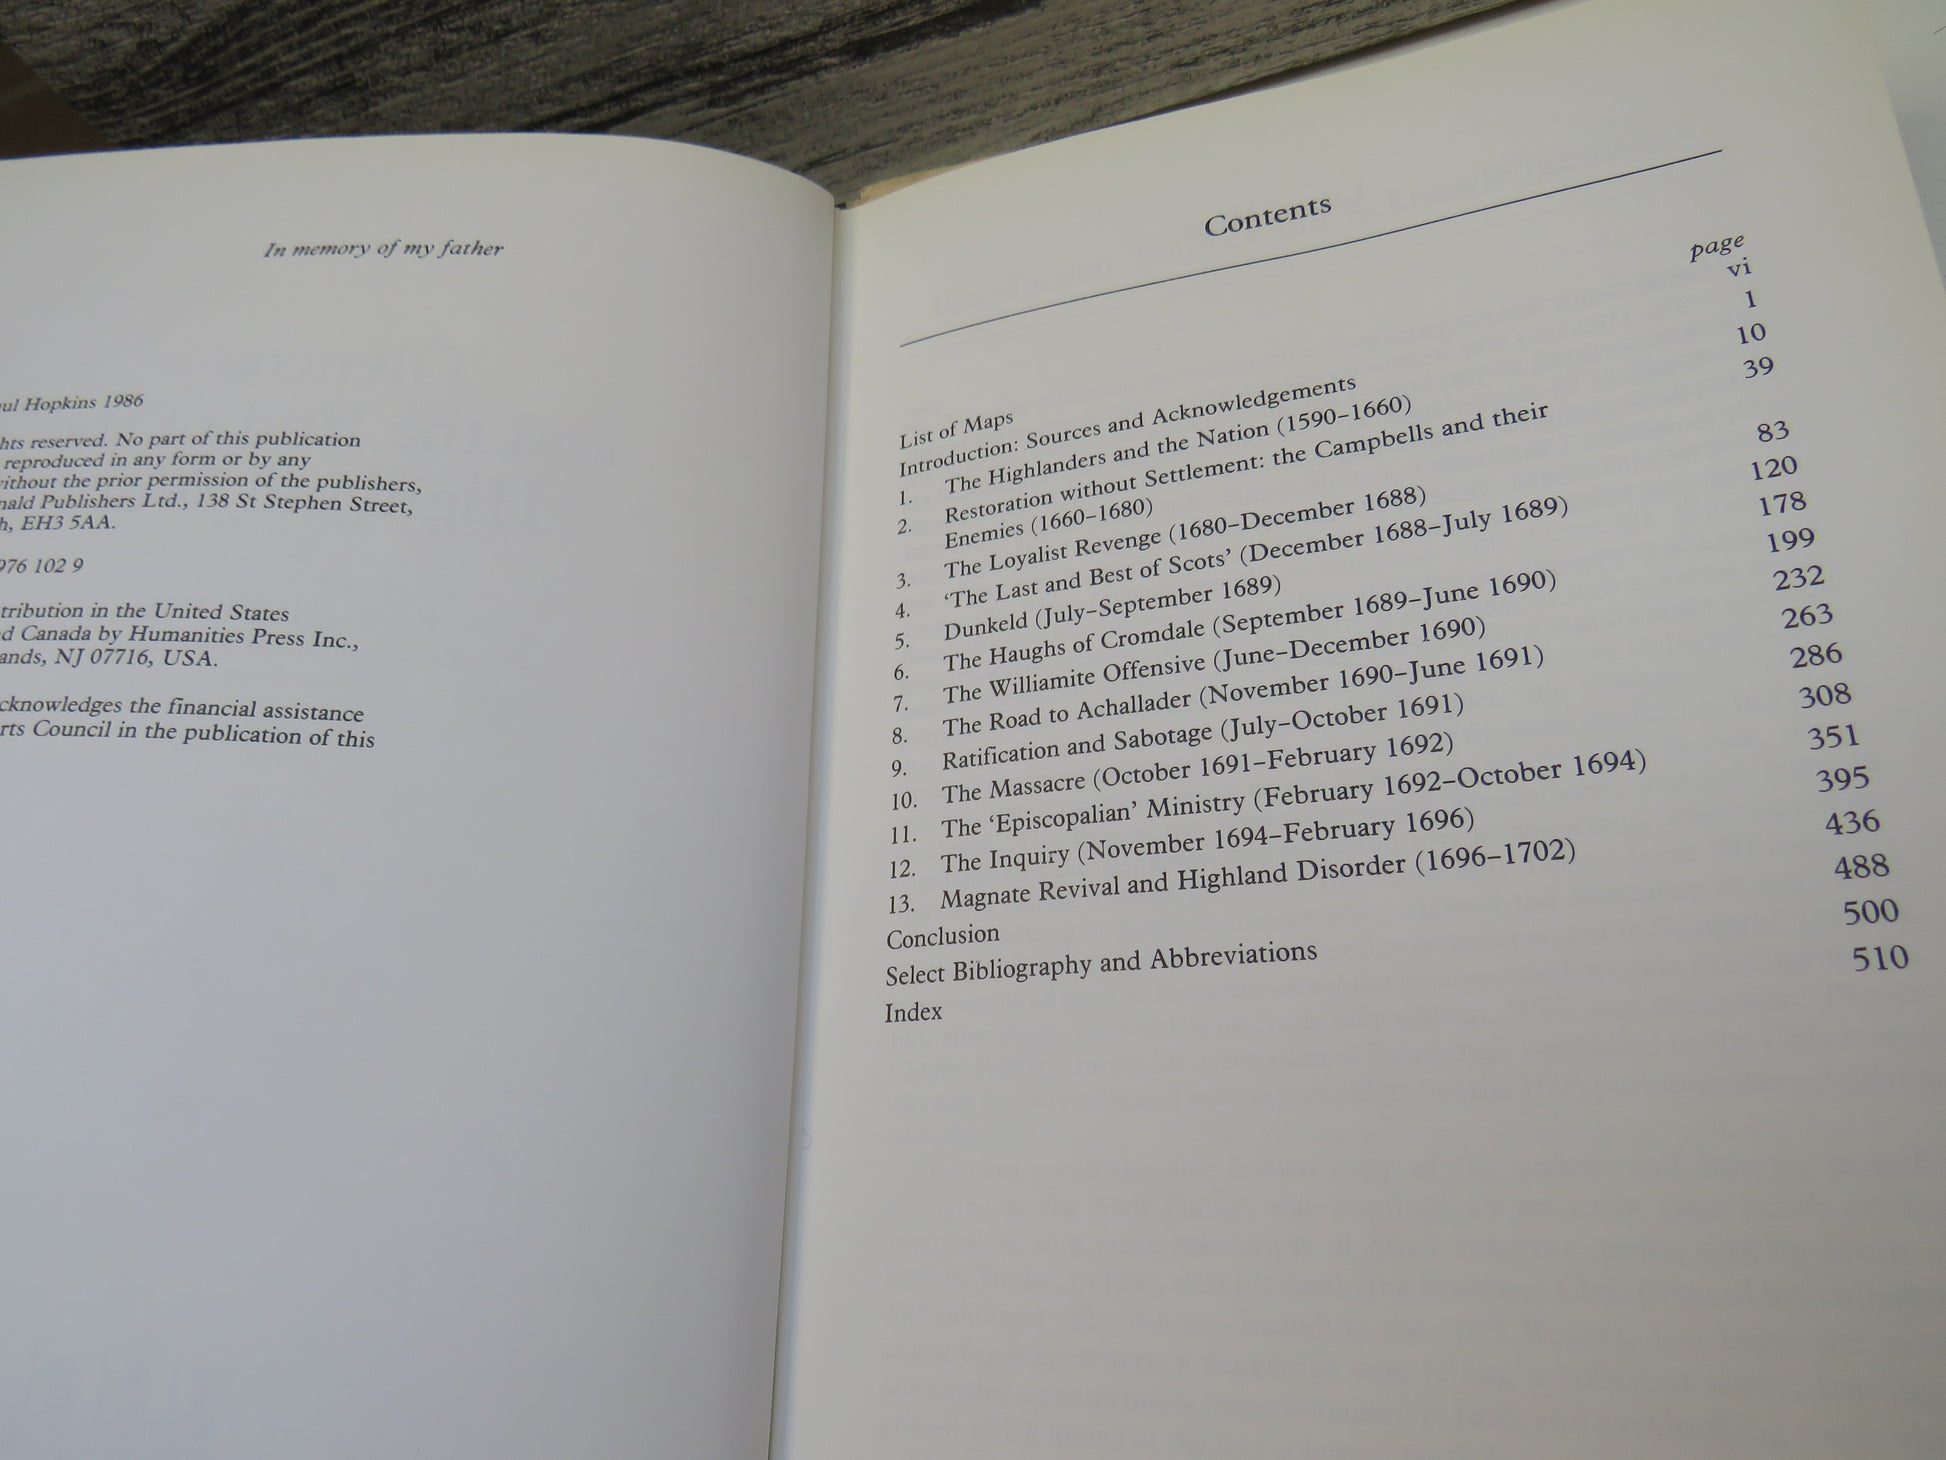 In memory of my father
Hopkins 1986
reserved. No part of this publication
reproduced in any form or by any
without the prior permission of the publishers,
Publishers Ltd., 138 St Stephen Street,
EH3 5AA.
976 102 9
in the United States
Canada by Humanities Press Inc.,
NJ 07716, USA.
the financial assistance
Council in the publication of this
Contents
page
List of Maps vi
Introduction: Sources and Acknowledgements 1
1. The Highlanders and the Nation (1590–1660) 10
2. Restoration without Settlement: the Campbells and their 39
Enemies (1660–1680)
3. The Loyalist Revenge (1680–December 1688) 83
4. ‘The Last and Best of Scots’ (December 1688–July 1689) 120
5. Dunkeld (July–September 1689) 178
6. The Haughs of Cromdale (September 1689–June 1690) 199
7. The Williamite Offensive (June–December 1690) 232
8. The Road to Achallader (November 1690–June 1691) 263
9. Ratification and Sabotage (July–October 1691) 286
10. The Massacre (October 1691–February 1692) 308
11. The ‘Episcopalian’ Ministry (February 1692–October 1694) 351
12. The Inquiry (November 1694–February 1696) 395
13. Magnate Revival and Highland Disorder (1696–1702) 436
Conclusion 488
Select Bibliography and Abbreviations 500
Index 510